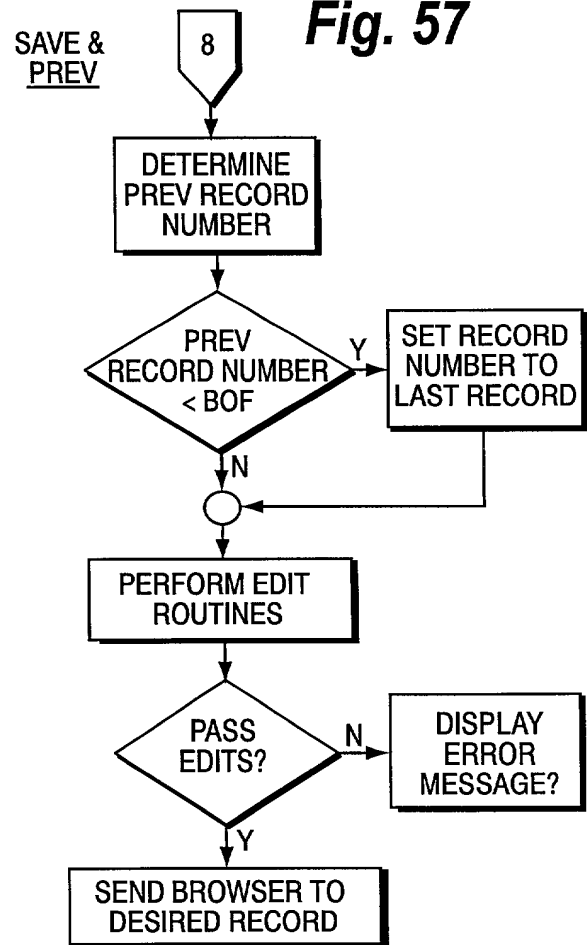 Fig. 57
SAVE &
PREV
8
DETERMINE
PREV RECORD
NUMBER
PREV
RECORD NUMBER
< BOF
Y
SET RECORD
NUMBER TO
LAST RECORD
N
PERFORM EDIT
ROUTINES
PASS
EDITS?
N
DISPLAY
ERROR
MESSAGE?
Y
SEND BROWSER TO
DESIRED RECORD